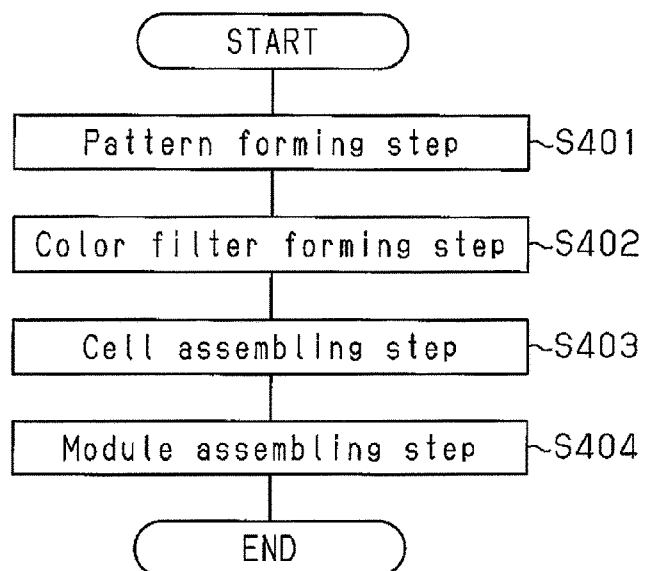 START
Pattern forming step ~S401
Color filter forming step ~S402
Cell assembling step ~S403
Module assembling step ~S404
END